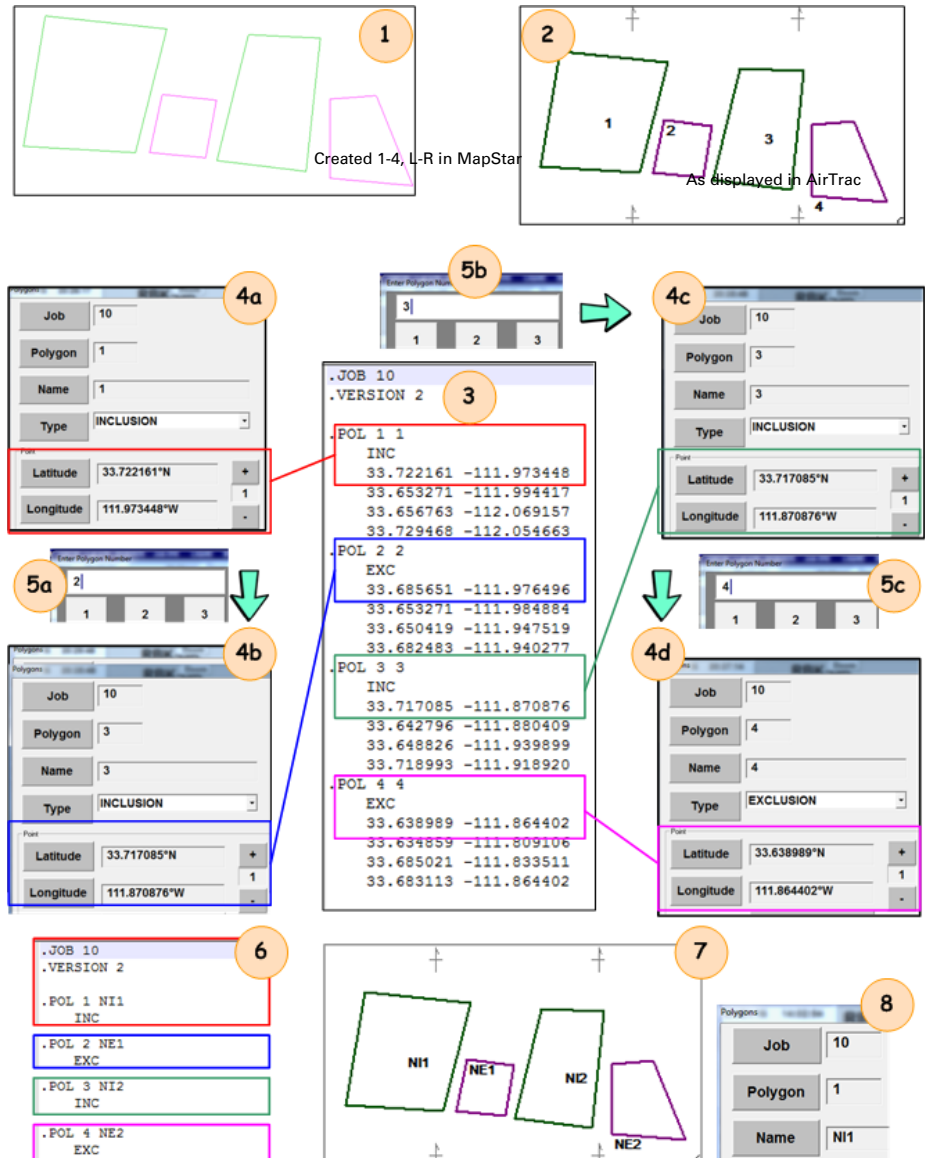 1
2
Created 1-4, L-R in MapStar
1
2
3
4
As displayed in AirTrac
4a
Job 10
Polygon 1
Name 1
Type INCLUSION
Point
Latitude 33.722161°N +
1
Longitude 111.973448°W -
5b
Enter Polygon Num
3
1 2 3
4c
Job 10
Polygon 3
Name 3
Type INCLUSION
Point
Latitude 33.717085°N +
1
Longitude 111.870876°W -
3
.JOB 10
.VERSION 2
.POL 1 1
INC
33.722161 -111.973448
33.653271 -111.994417
33.656763 -112.069157
33.729468 -112.054663
.POL 2 2
EXC
33.685651 -111.976496
33.653271 -111.984884
33.650419 -111.947519
33.682483 -111.940277
.POL 3 3
INC
33.717085 -111.870876
33.642796 -111.880409
33.648826 -111.939899
33.718993 -111.918920
.POL 4 4
EXC
33.638989 -111.864402
33.634859 -111.809106
33.685021 -111.833511
33.683113 -111.864402
5a
Enter Polygon Number
2
1 2 3
5c
Enter Polygon Number
4
1 2 3
4b
Polygons
Job 10
Polygon 3
Name 3
Type INCLUSION
Point
Latitude 33.717085°N +
1
Longitude 111.870876°W -
4d
Job 10
Polygon 4
Name 4
Type EXCLUSION
Point
Latitude 33.638989°N +
1
Longitude 111.864402°W -
6
.JOB 10
.VERSION 2
.POL 1 NI1
INC
.POL 2 NE1
EXC
.POL 3 NI2
INC
.POL 4 NE2
EXC
7
NI1
NE1
NI2
NE2
8
Polygons
Job 10
Polygon 1
Name NI1